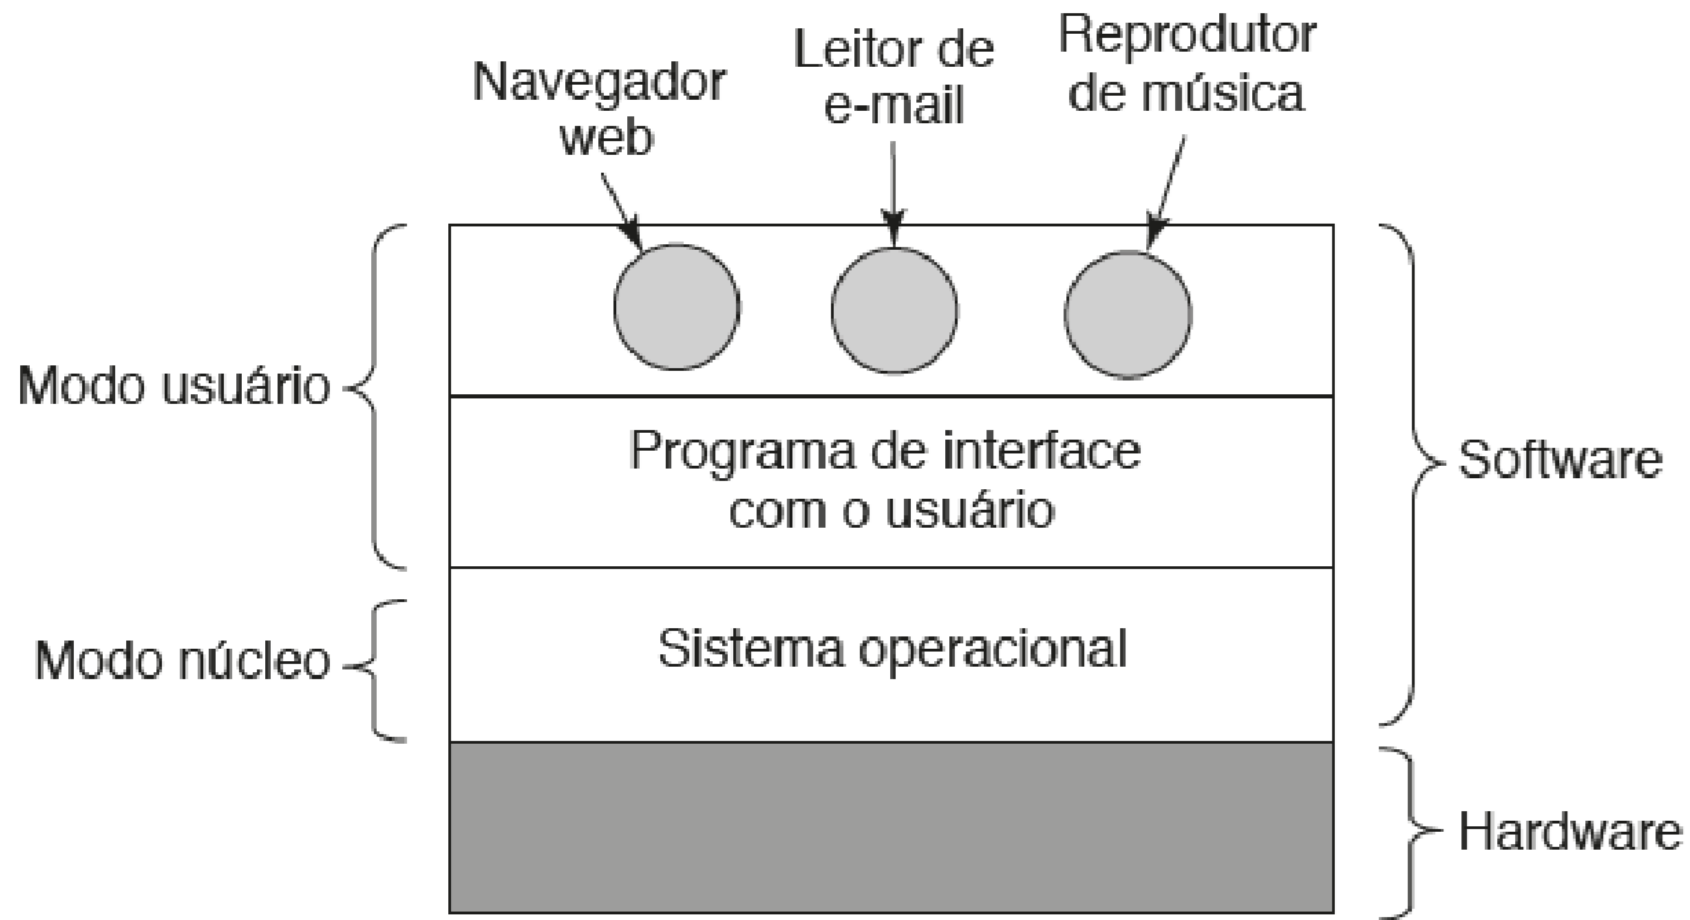 Navegador
web
Leitor de
e-mail
Reprodutor
de música
Modo usuário
Programa de interface
com o usuário
Software
Modo núcleo
Sistema operacional
Hardware